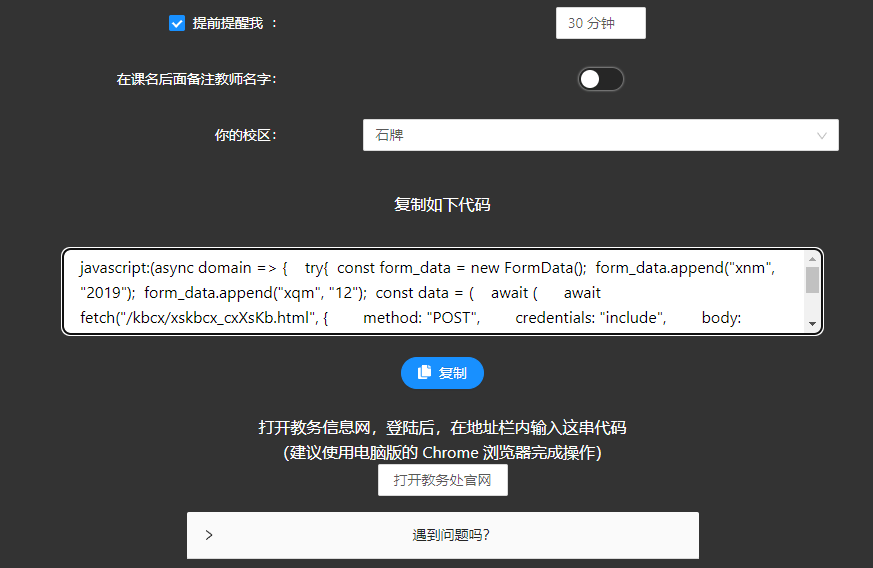 提前提醒我 ：
30 分钟
在课名后面备注教师名字:
你的校区:
石牌
复制如下代码
javascript:(async domain => { try{ const form_data = new FormData(); form_data.append("xnm",
"2019"); form_data.append("xqm", "12"); const data = ( await ( await
fetch("/kbcx/xskbcx_cxXsKb.html", { method: "POST", credentials: "include", body:
复制
打开教务信息网，登陆后，在地址栏内输入这串代码
(建议使用电脑版的 Chrome 浏览器完成操作)
打开教务处官网
遇到问题吗?